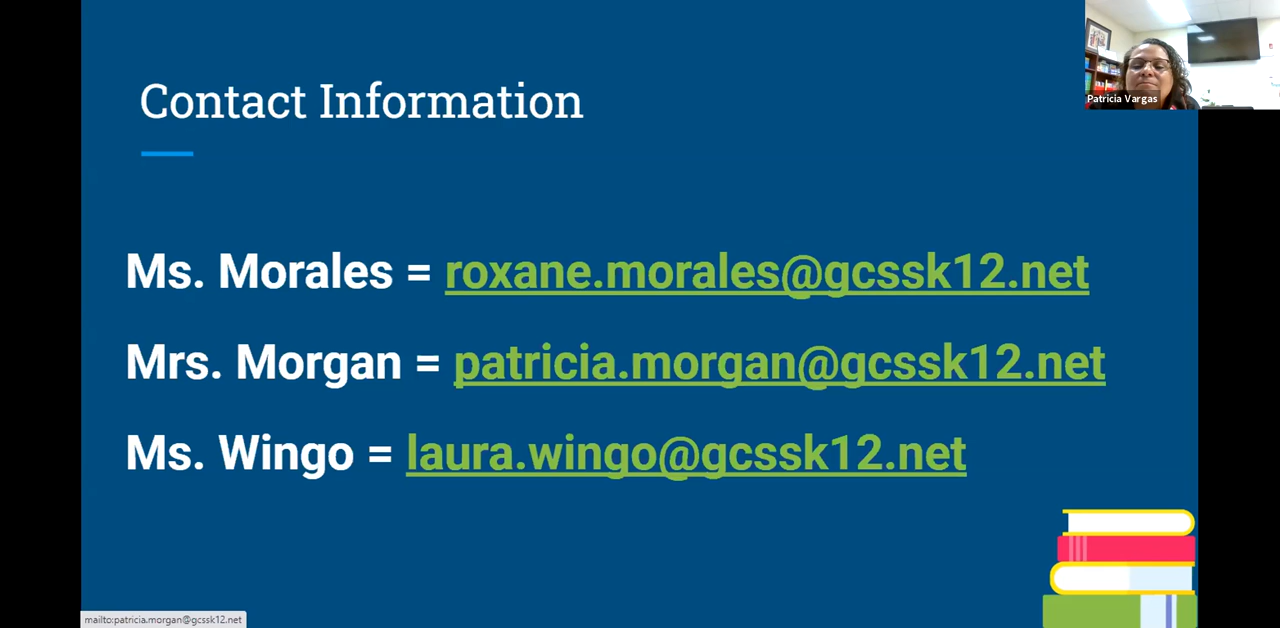 Contact Information
Patricia Vargas
Ms. Morales = roxane.morales@gcssk12.net
Mrs. Morgan = patricia.morgan@gcssk12.net
Ms. Wingo = laura.wingo@gcssk12.net
mailto:patricia.morgan@gcssk12.net